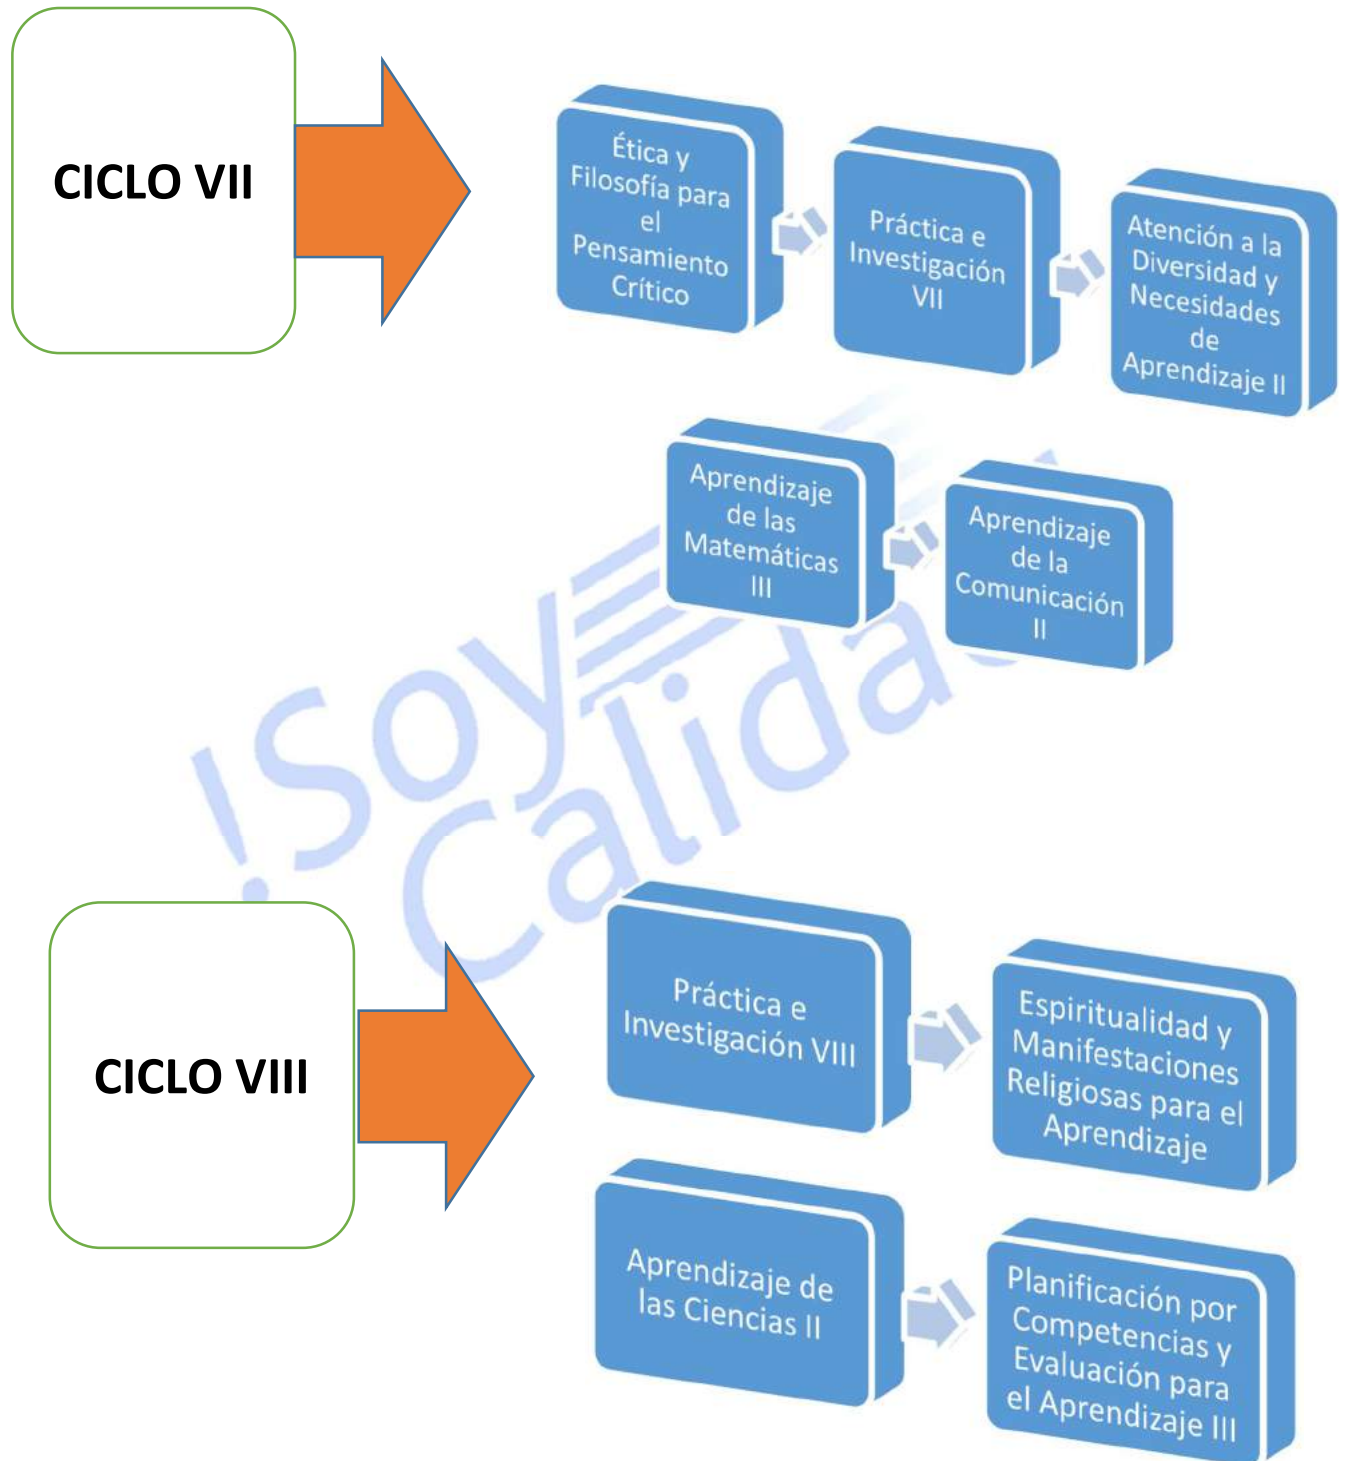 CICLO VII
Ética y
Filosofía para
el
Pensamiento
Crítico
Práctica e
Investigación
VII
Atención a la
Diversidad y
Necesidades
de
Aprendizaje II
Aprendizaje
de las
Matemáticas
III
Aprendizaje
de la
Comunicación
II
!Soy
Calidad
CICLO VIII
Práctica e
Investigación VIII
Espiritualidad y
Manifestaciones
Religiosas para el
Aprendizaje
Aprendizaje de
las Ciencias II
Planificación por
Competencias y
Evaluación para
el Aprendizaje III